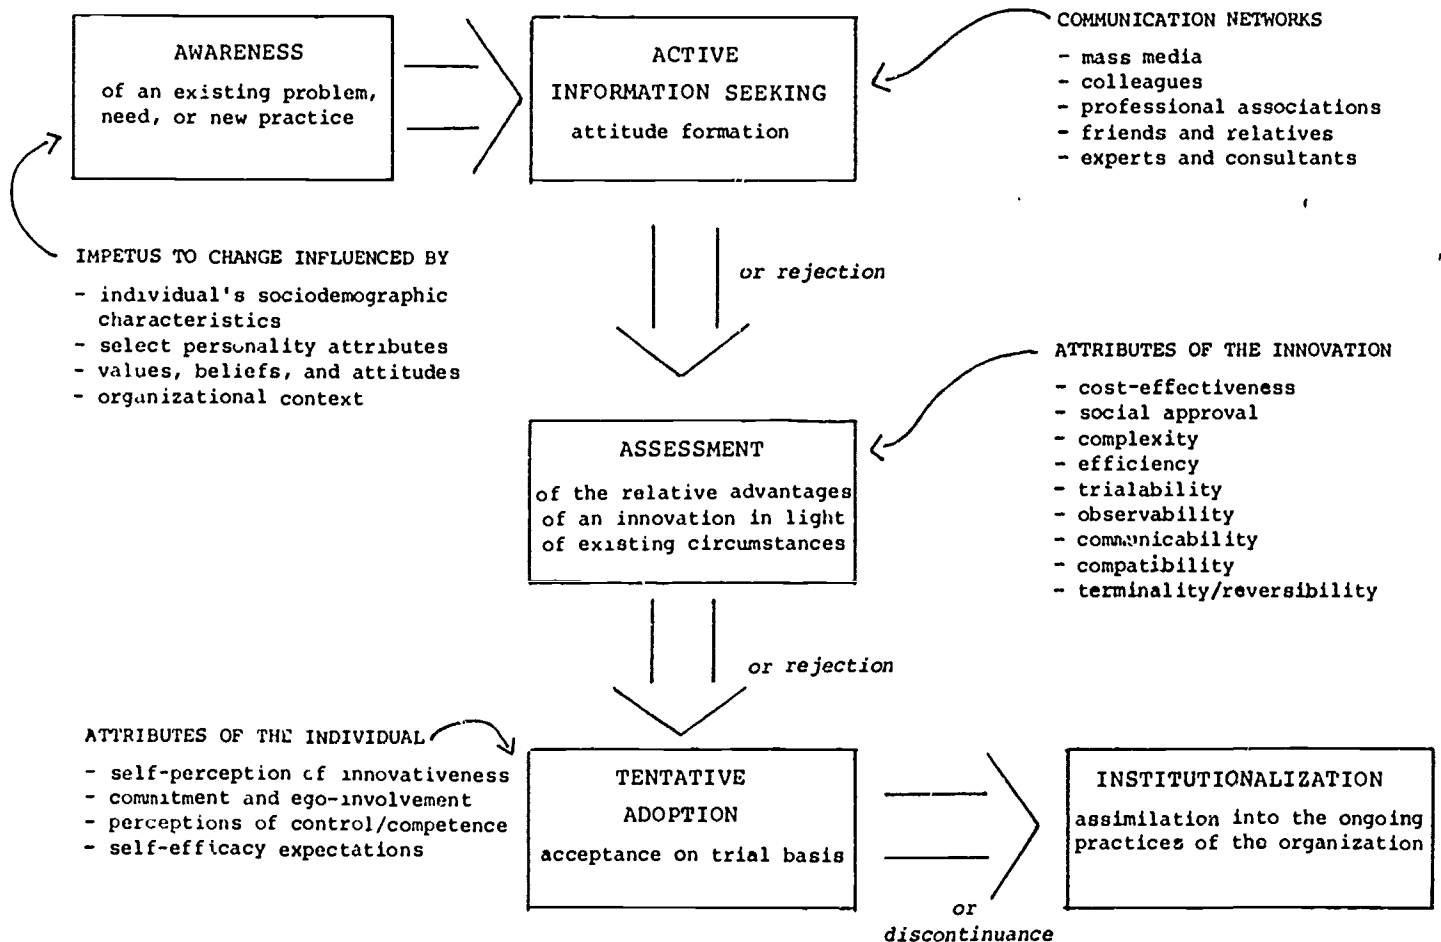 AWARENESS
of an existing problem,
need, or new practice
ACTIVE
INFORMATION SEEKING
attitude formation
COMMUNICATION NETWORKS
- mass media
- colleagues
- professional associations
- friends and relatives
- experts and consultants
IMPETUS TO CHANGE INFLUENCED BY
- individual's sociodemographic
characteristics
- select personality attributes
- values, beliefs, and attitudes
- organizational context
or rejection
ATTRIBUTES OF THE INNOVATION
- cost-effectiveness
- social approval
- complexity
- efficiency
- trialability
- observability
- communicability
- compatibility
- terminality/reversibility
ASSESSMENT
of the relative advantages
of an innovation in light
of existing circumstances
or rejection
ATTRIBUTES OF THE INDIVIDUAL
- self-perception of innovativeness
- commitment and ego-involvement
- perceptions of control/competence
- self-efficacy expectations
TENTATIVE
ADOPTION
acceptance on trial basis
or
discontinuance
INSTITUTIONALIZATION
assimilation into the ongoing
practices of the organization